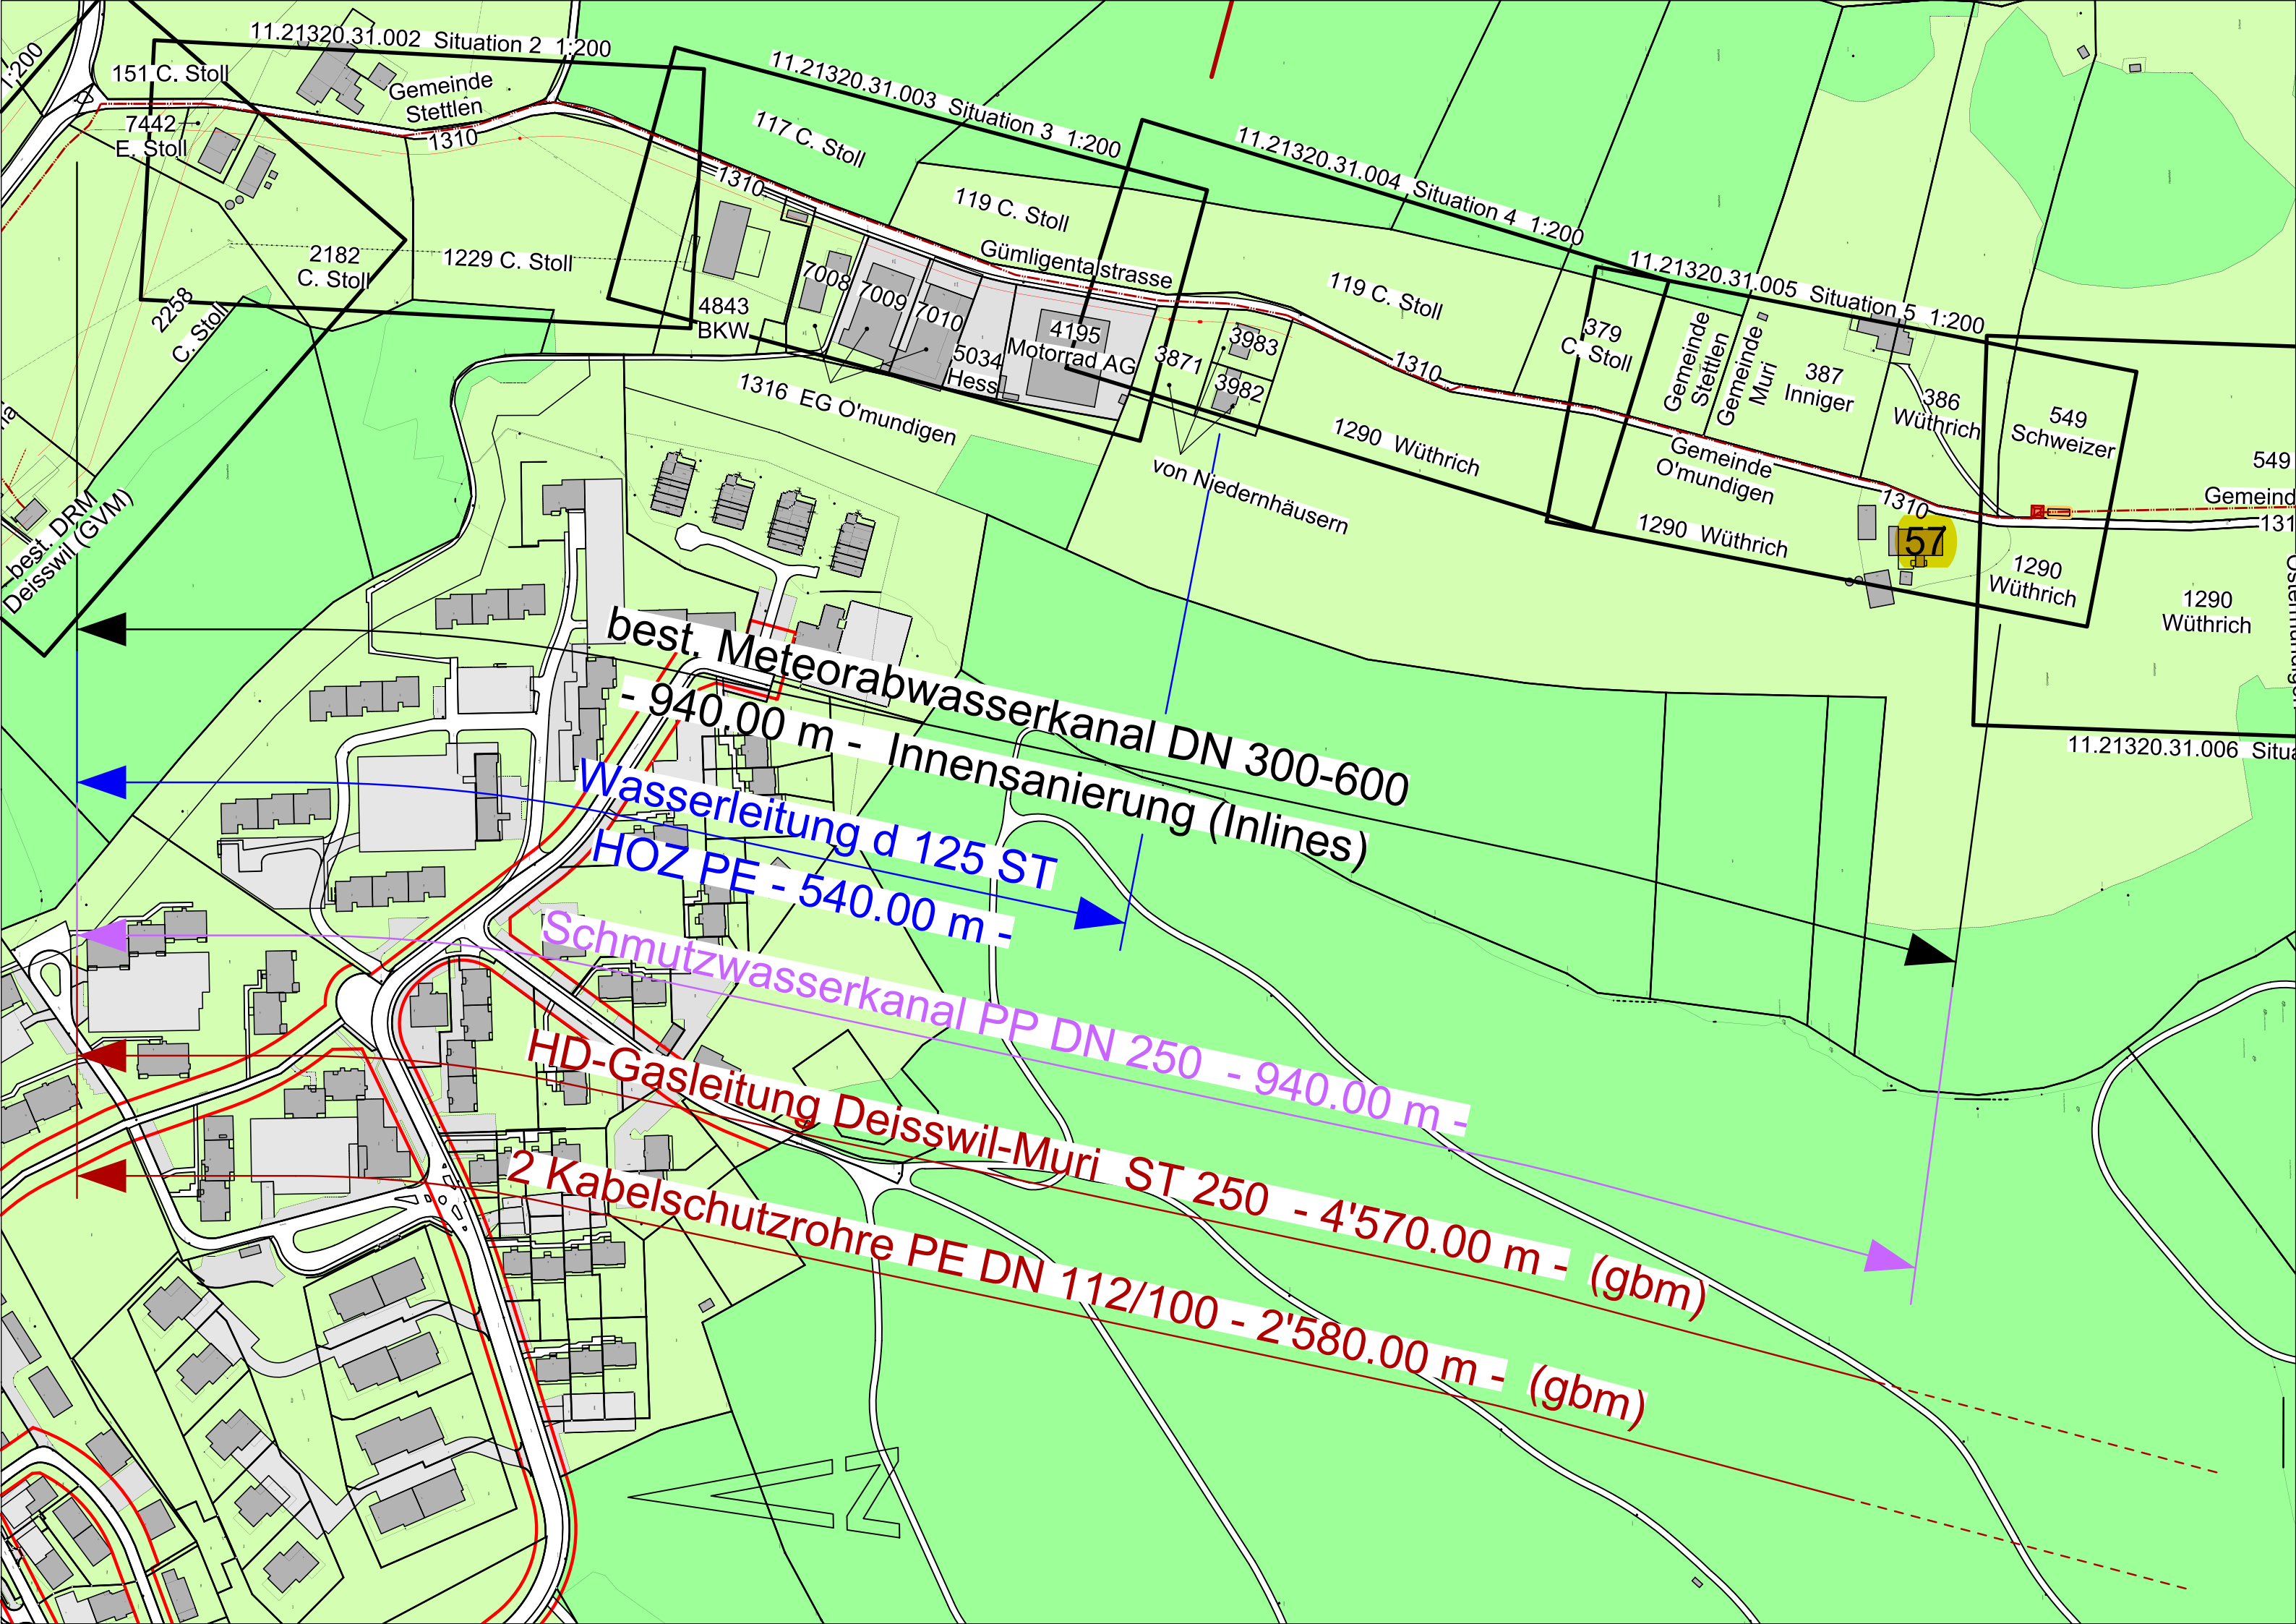 1:200
11.21320.31.002  Situation 2  1:200
151 C. Stoll
Gemeinde
Stettlen
7442
E. Stoll
1310
11.21320.31.003  Situation 3  1:200
117 C. Stoll
1310
119 C. Stoll
Gümligentalstrasse
11.21320.31.004  Situation 4  1:200
119 C. Stoll
11.21320.31.005  Situation 5  1:200
2182
C. Stoll
1229 C. Stoll
2258
C. Stoll
4843
BKW
7008
7009
7010
5034
Hess
4195
Motorrad AG
3871
3983
3982
1310
379
C. Stoll
Gemeinde
Stettlen
Gemeinde
Muri
387
Inniger
386
Wüthrich
549
Schweizer
549
Gemeind
131
1316  EG O'mundigen
von Niedernhäusern
1290  Wüthrich
Gemeinde
O'mundigen
1310
57
1290  Wüthrich
1290
Wüthrich
1290
Wüthrich
11.21320.31.006  Situa
best. DRM
Deisswil (GVM)
best. Meteorabwasserkanal DN 300-600
- 940.00 m -  Innensanierung (Inlines)
Wasserleitung d 125 ST
HOZ PE - 540.00 m -
Schmutzwasserkanal PP DN 250  - 940.00 m -
HD-Gasleitung Deisswil-Muri  ST 250  - 4'570.00 m -  (gbm)
2 Kabelschutzrohre PE DN 112/100 - 2'580.00 m -  (gbm)
N